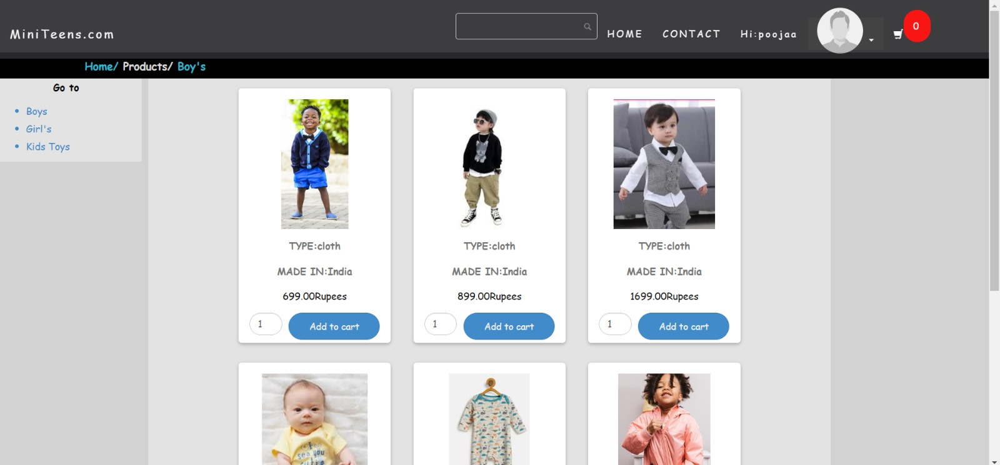 MiniTeens.com
HOME
CONTACT
Hi:poojaa
0
Home/ Products/ Boy's
Go to
Boys
Girl's
Kids Toys
TYPE:cloth
MADE IN:India
699.00Rupees
1
Add to cart
TYPE:cloth
MADE IN:India
899.00Rupees
1
Add to cart
TYPE:cloth
MADE IN:India
1699.00Rupees
1
Add to cart
see you